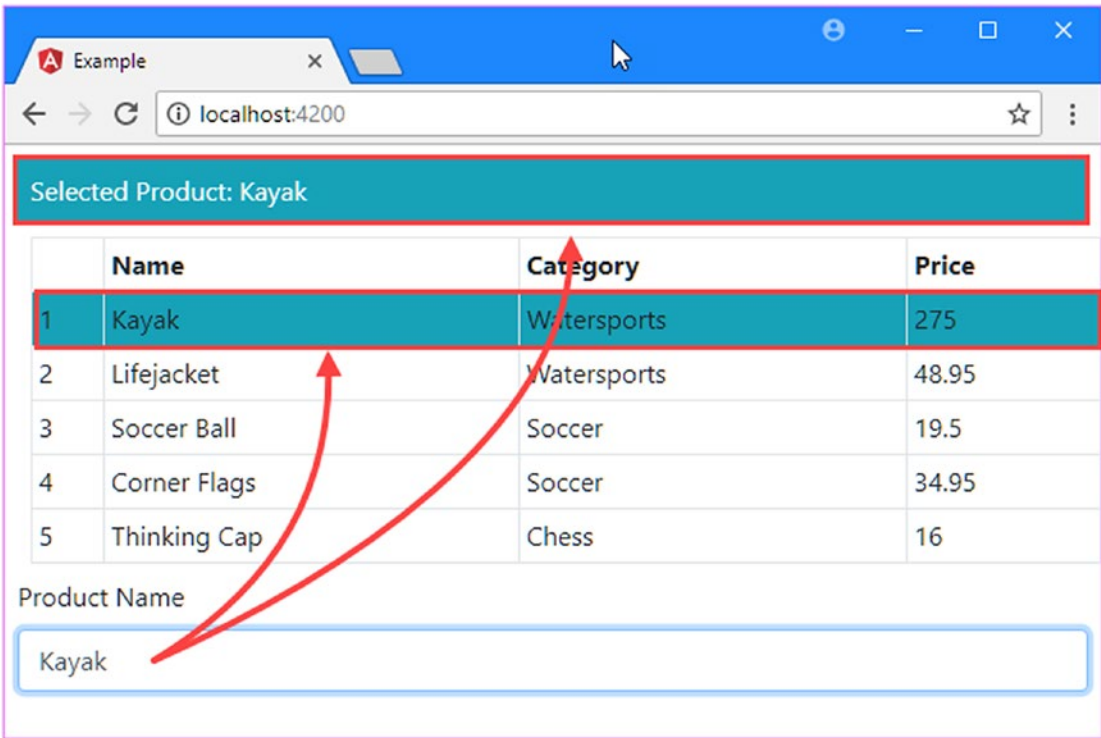 Example
localhost:4200
Selected Product: Kayak
Name Category Price
1 Kayak Watersports 275
2 Lifejacket Watersports 48.95
3 Soccer Ball Soccer 19.5
4 Corner Flags Soccer 34.95
5 Thinking Cap Chess 16
Product Name
Kayak